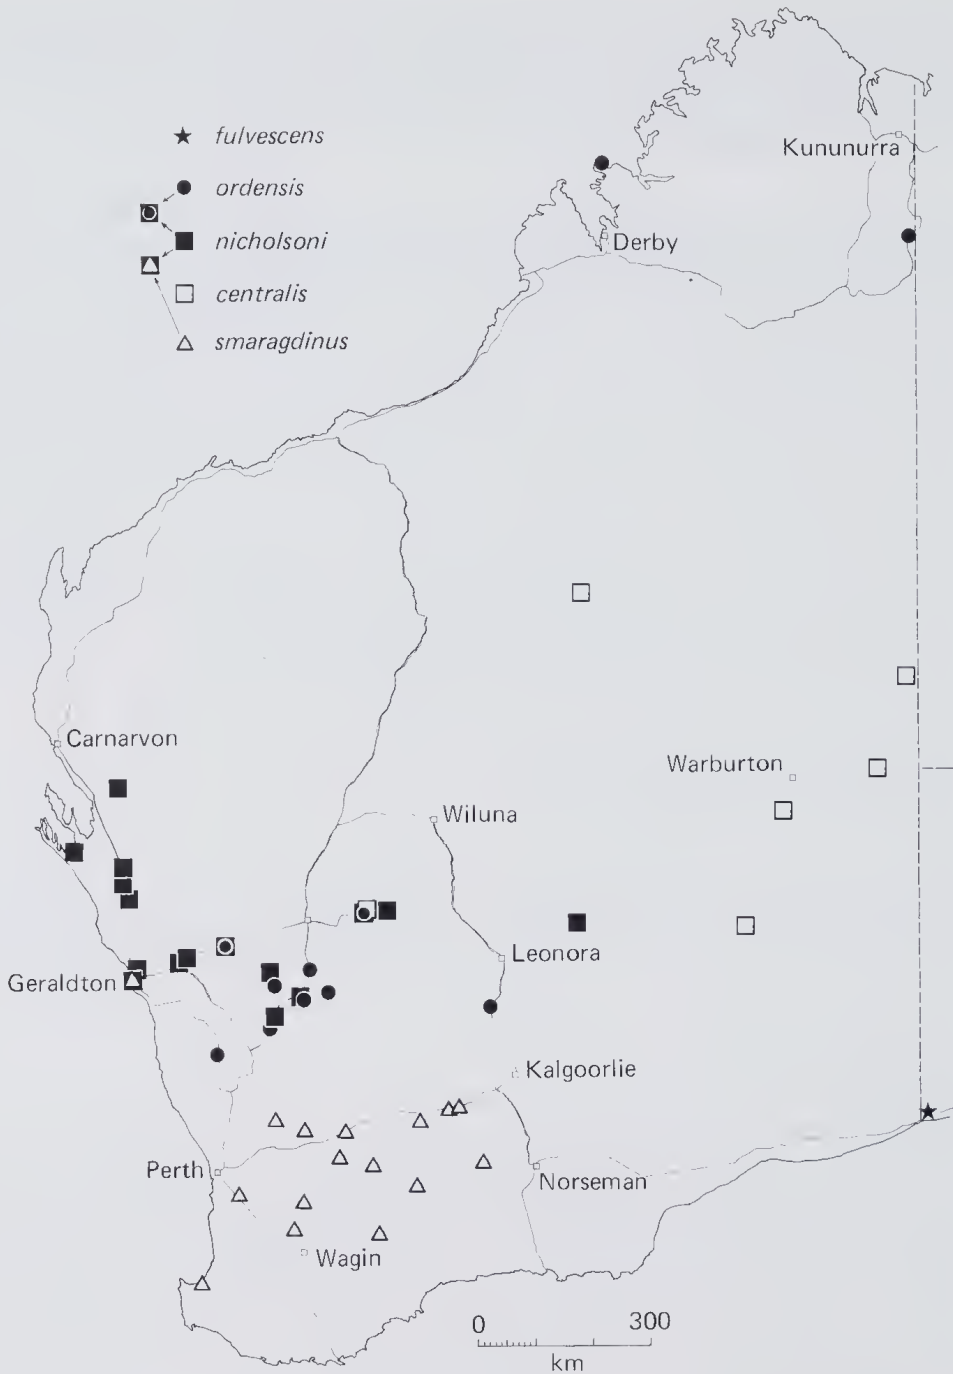 fulvescens
ordensis
nicholsoni
centralis
smaragdinus
Kununurra
Derby
Carnarvon
Warburton
Wiluna
Leonora
Geraldton
Kalgoorlie
Perth
Norseman
Wagin
0 300
km